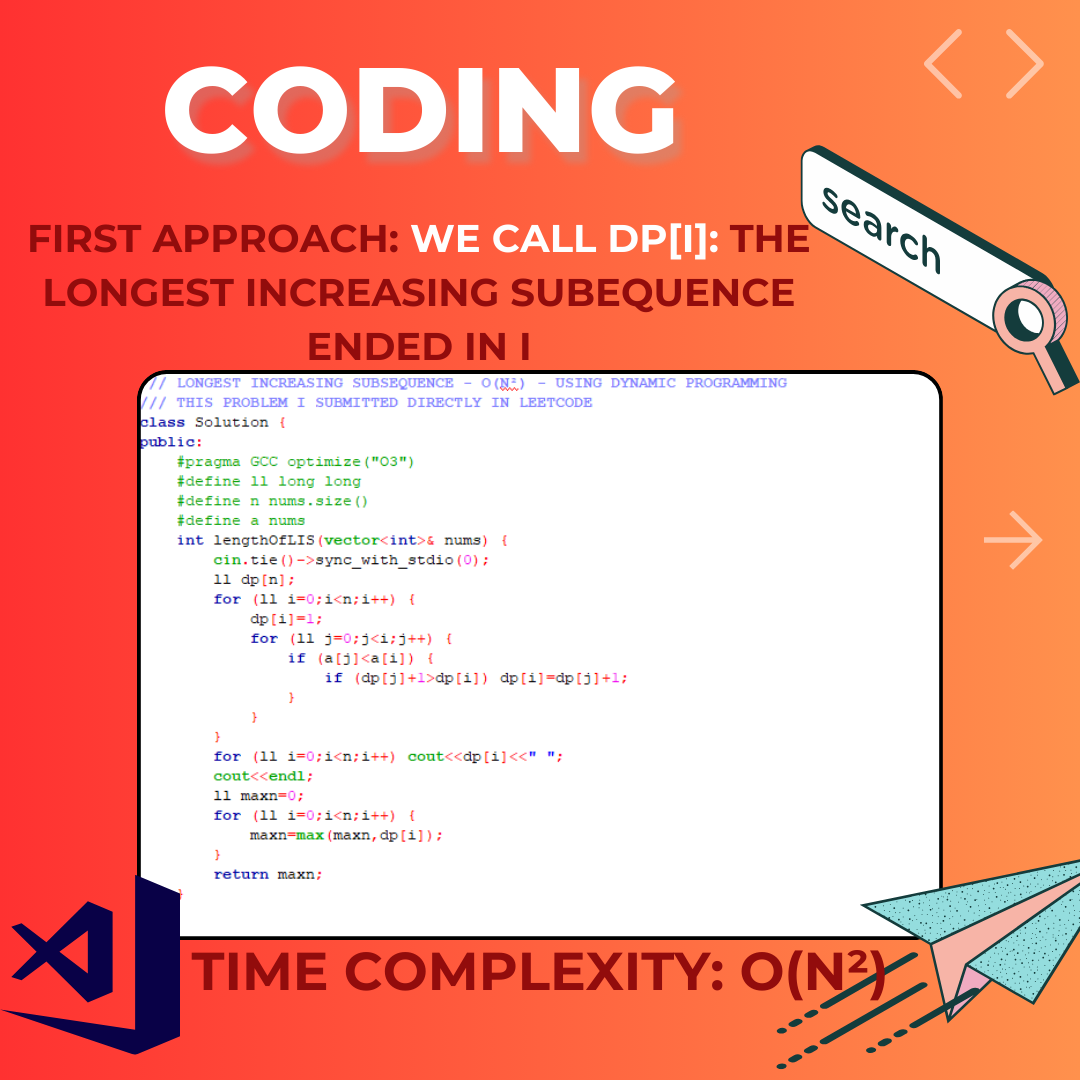 CODING
search
FIRST APPROACH: WE CALL DP[I]: THE
LONGEST INCREASING SUBEQUENCE
ENDED IN I
// LONGEST INCREASING SUBSEQUENCE - O(N²) - USING DYNAMIC PROGRAMMING
/// THIS PROBLEM I SUBMITTED DIRECTLY IN LEETCODE
class Solution {
public:
    #pragma GCC optimize("O3")
    #define ll long long
    #define n nums.size()
    #define a nums
    int lengthOfLIS(vector<int>& nums) {
        cin.tie()->sync_with_stdio(0);
        ll dp[n];
        for (ll i=0;i<n;i++) {
            dp[i]=1;
            for (ll j=0;j<i;j++) {
                if (a[j]<a[i]) {
                    if (dp[j]+1>dp[i]) dp[i]=dp[j]+1;
                }
            }
        }
        for (ll i=0;i<n;i++) cout<<dp[i]<<" ";
        cout<<endl;
        ll maxn=0;
        for (ll i=0;i<n;i++) {
            maxn=max(maxn,dp[i]);
        }
        return maxn;
    }
TIME COMPLEXITY: O(N²)